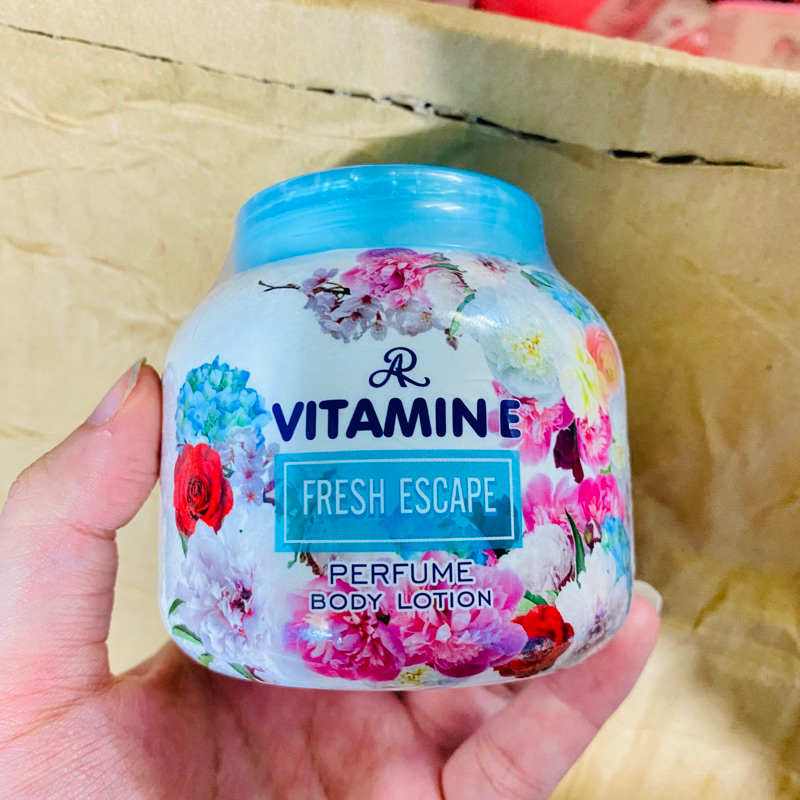 AR
VITAMIN E
FRESH ESCAPE
PERFUME
BODY LOTION